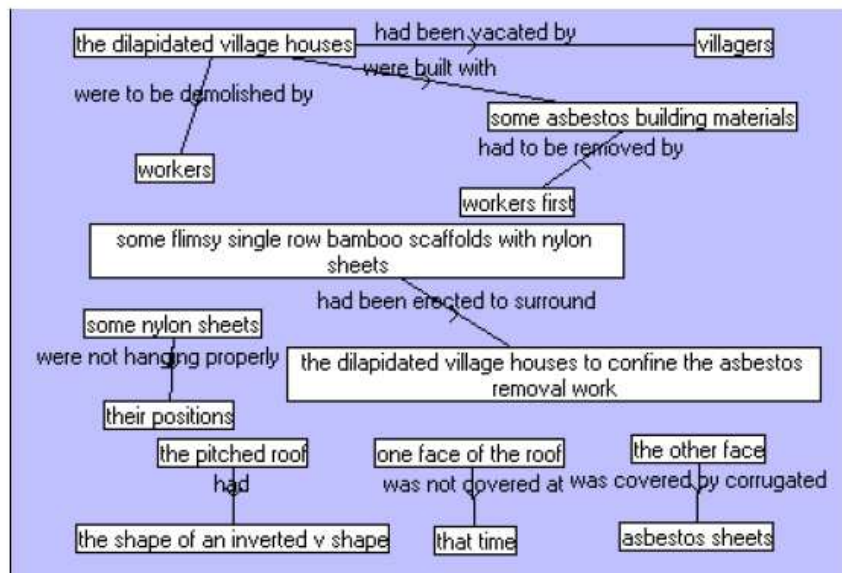 the dilapidated village houses
had been vacated by
villagers
were built with
were to be demolished by
some asbestos building materials
had to be removed by
workers
workers first
some flimsy single row bamboo scaffolds with nylon
sheets
had been erected to surround
some nylon sheets
were not hanging properly
the dilapidated village houses to confine the asbestos
removal work
their positions
the pitched roof
one face of the roof
the other face
had
was not covered at
was covered by corrugated
the shape of an inverted v shape
that time
asbestos sheets